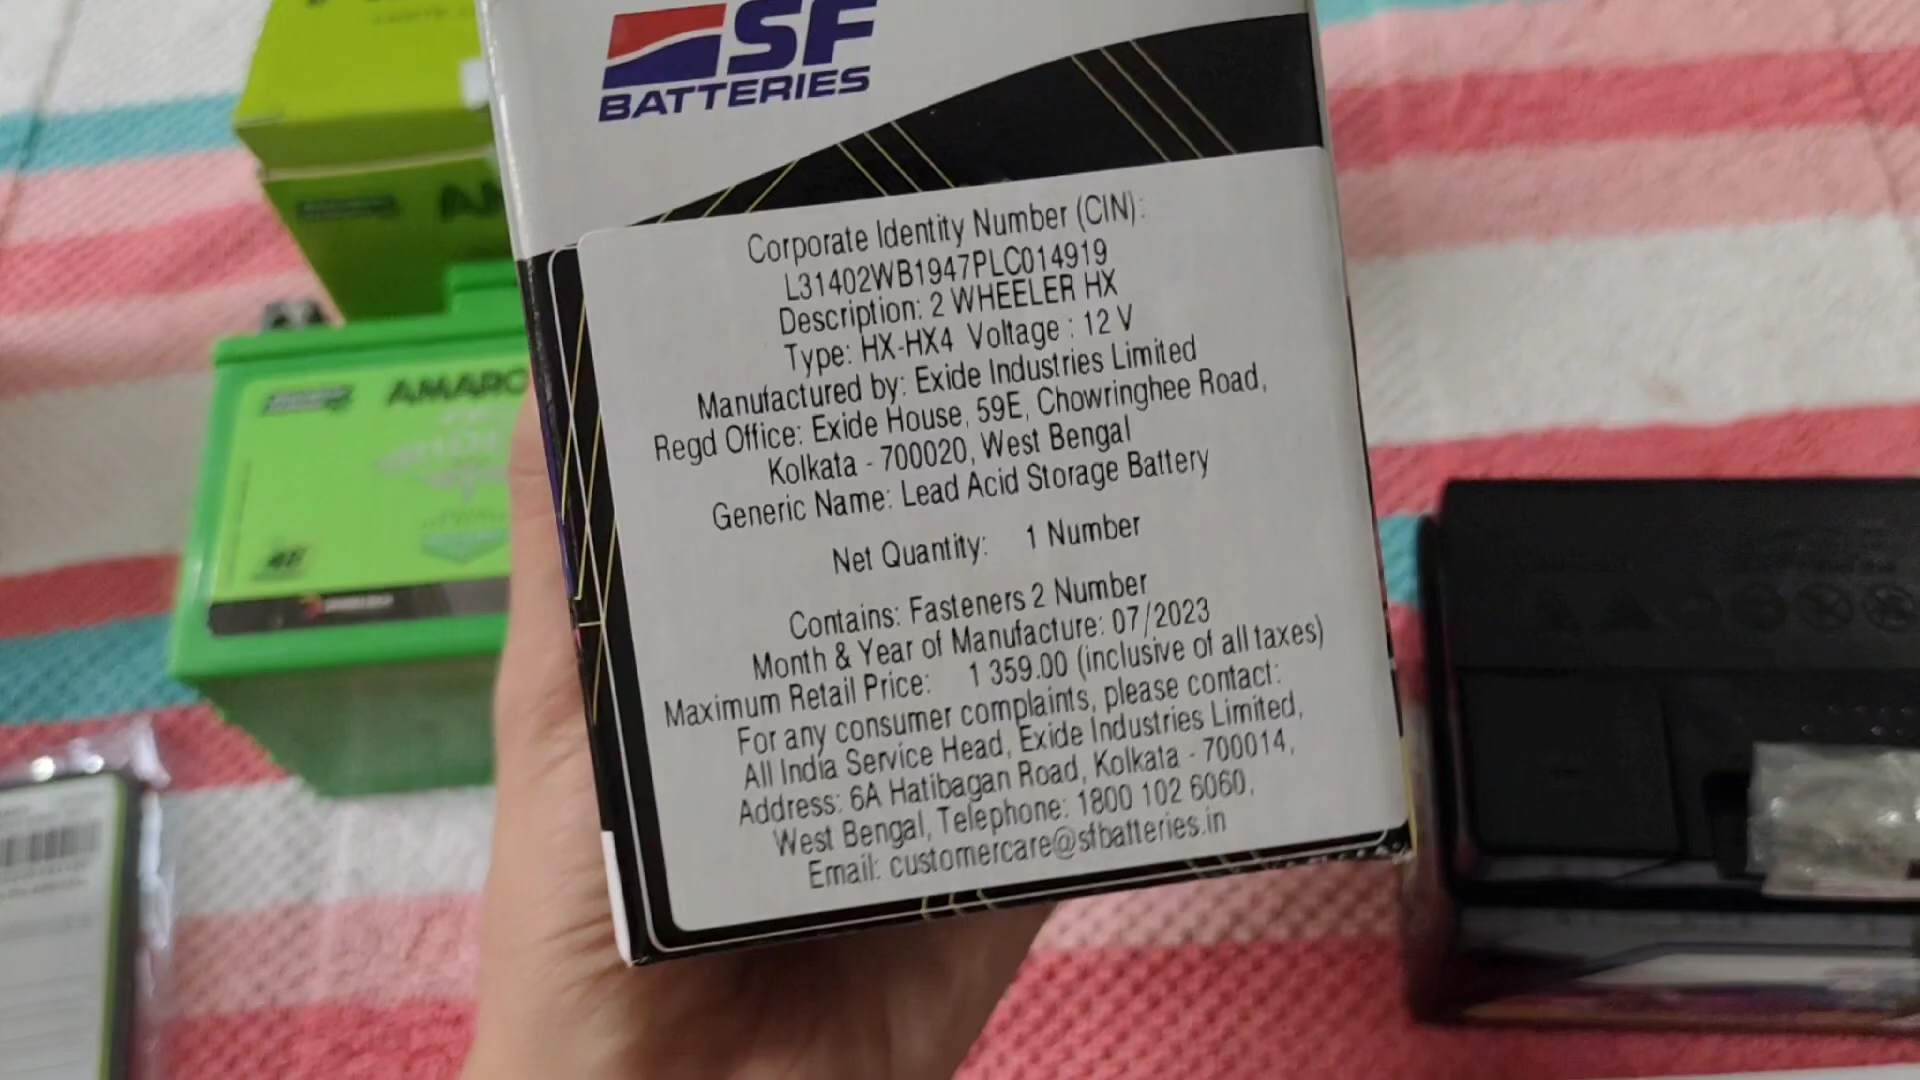 SF
BATTERIES
Corporate Identity Number (CIN):
L31402WB1947PLC014919
Description: 2 WHEELER HX
Type: HX-HX4 Voltage : 12 V
Manufactured by: Exide Industries Limited
Regd Office: Exide House, 59E, Chowringhee Road,
Kolkata - 700020, West Bengal
Generic Name: Lead Acid Storage Battery
Net Quantity: 1 Number
Contains: Fasteners 2 Number
Month & Year of Manufacture: 07/2023
Maximum Retail Price: 1 359.00 (inclusive of all taxes)
For any consumer complaints, please contact:
All India Service Head, Exide Industries Limited,
Address: 6A Hatibagan Road, Kolkata - 700014,
West Bengal, Telephone: 1800 102 6060,
Email: customercare@sfbatteries.in
AMARO